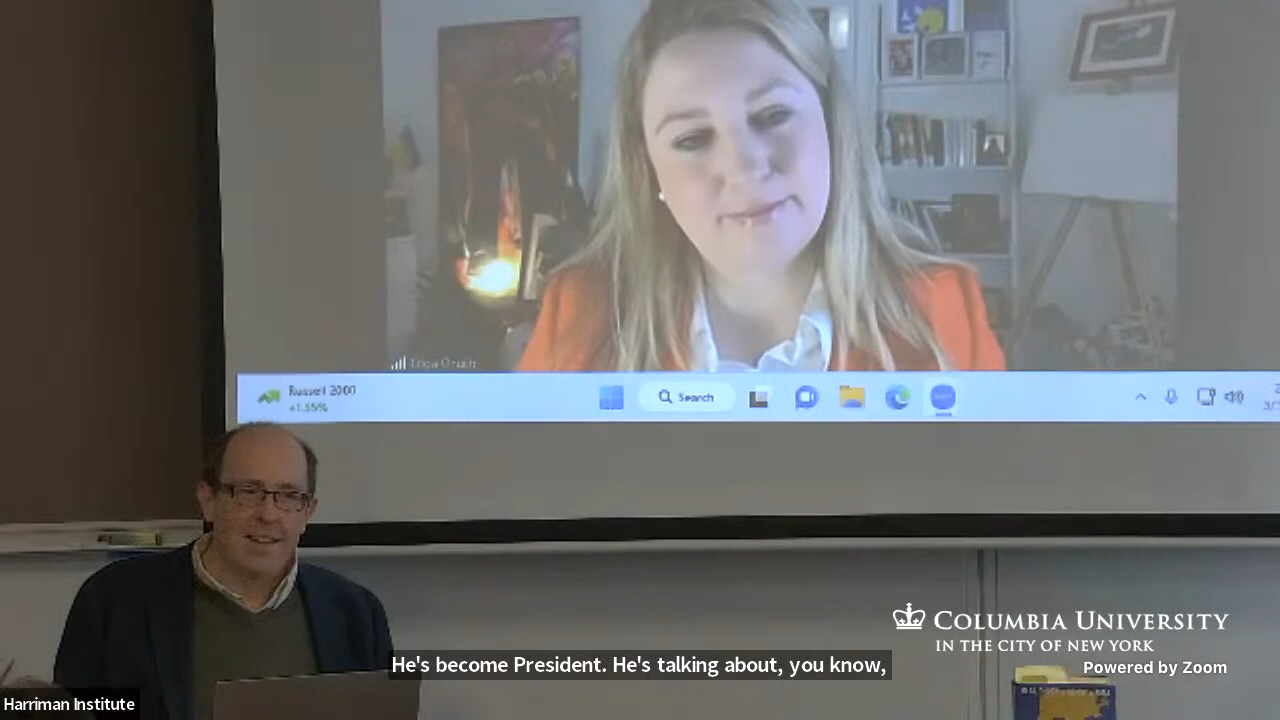 Russell 2000
+1.55%
Search
COLUMBIA UNIVERSITY
IN THE CITY OF NEW YORK
He's become President. He's talking about, you know,
Powered by Zoom
Harriman Institute